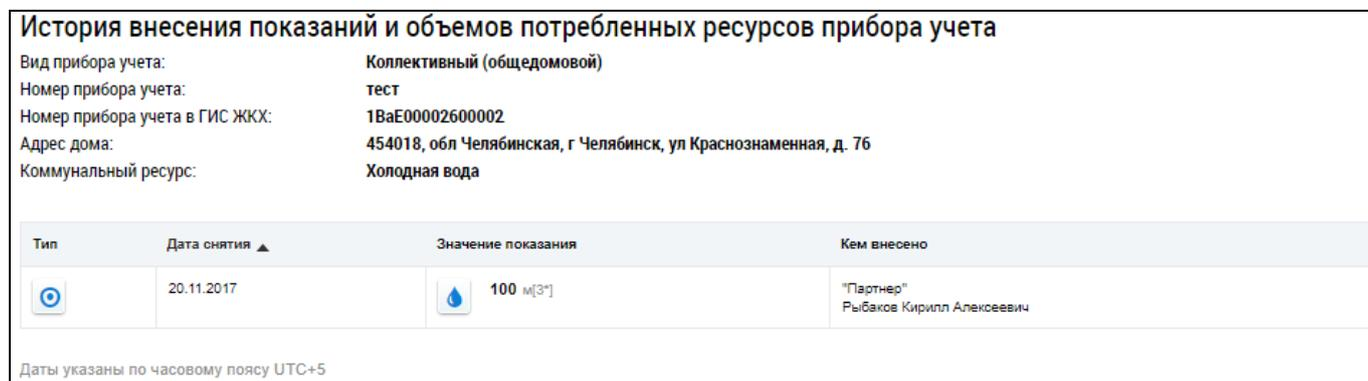 История внесения показаний и объемов потребленных ресурсов прибора учета
Вид прибора учета: Коллективный (общедомовой)
Номер прибора учета: тест
Номер прибора учета в ГИС ЖКХ: 1ВаЕ00002600002
Адрес дома: 454018, обл Челябинская, г Челябинск, ул Краснознаменная, д. 76
Коммунальный ресурс: Холодная вода
Тип Дата снятия ▲ Значение показания Кем внесено
20.11.2017 100 м[3*] "Партнер"
Рыбаков Кирилл Алексеевич
Даты указаны по часовому поясу UTC+5